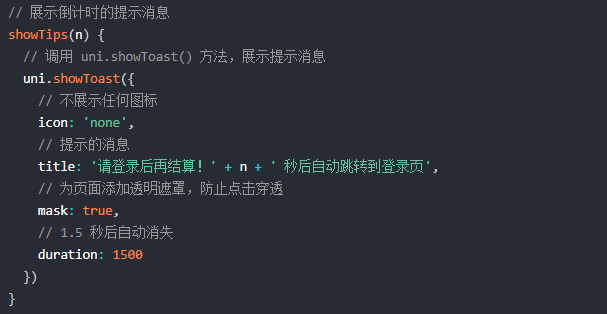 // 展示倒计时的提示消息
showTips(n) {
  // 调用 uni.showToast() 方法，展示提示消息
  uni.showToast({
    // 不展示任何图标
    icon: 'none',
    // 提示的消息
    title: '请登录后再结算！' + n + ' 秒后自动跳转到登录页',
    // 为页面添加透明遮罩，防止点击穿透
    mask: true,
    // 1.5 秒后自动消失
    duration: 1500
  })
}